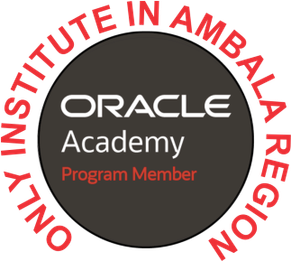 ONLY INSTITUTE IN AMBALA REGION
ORACLE
Academy
Program Member